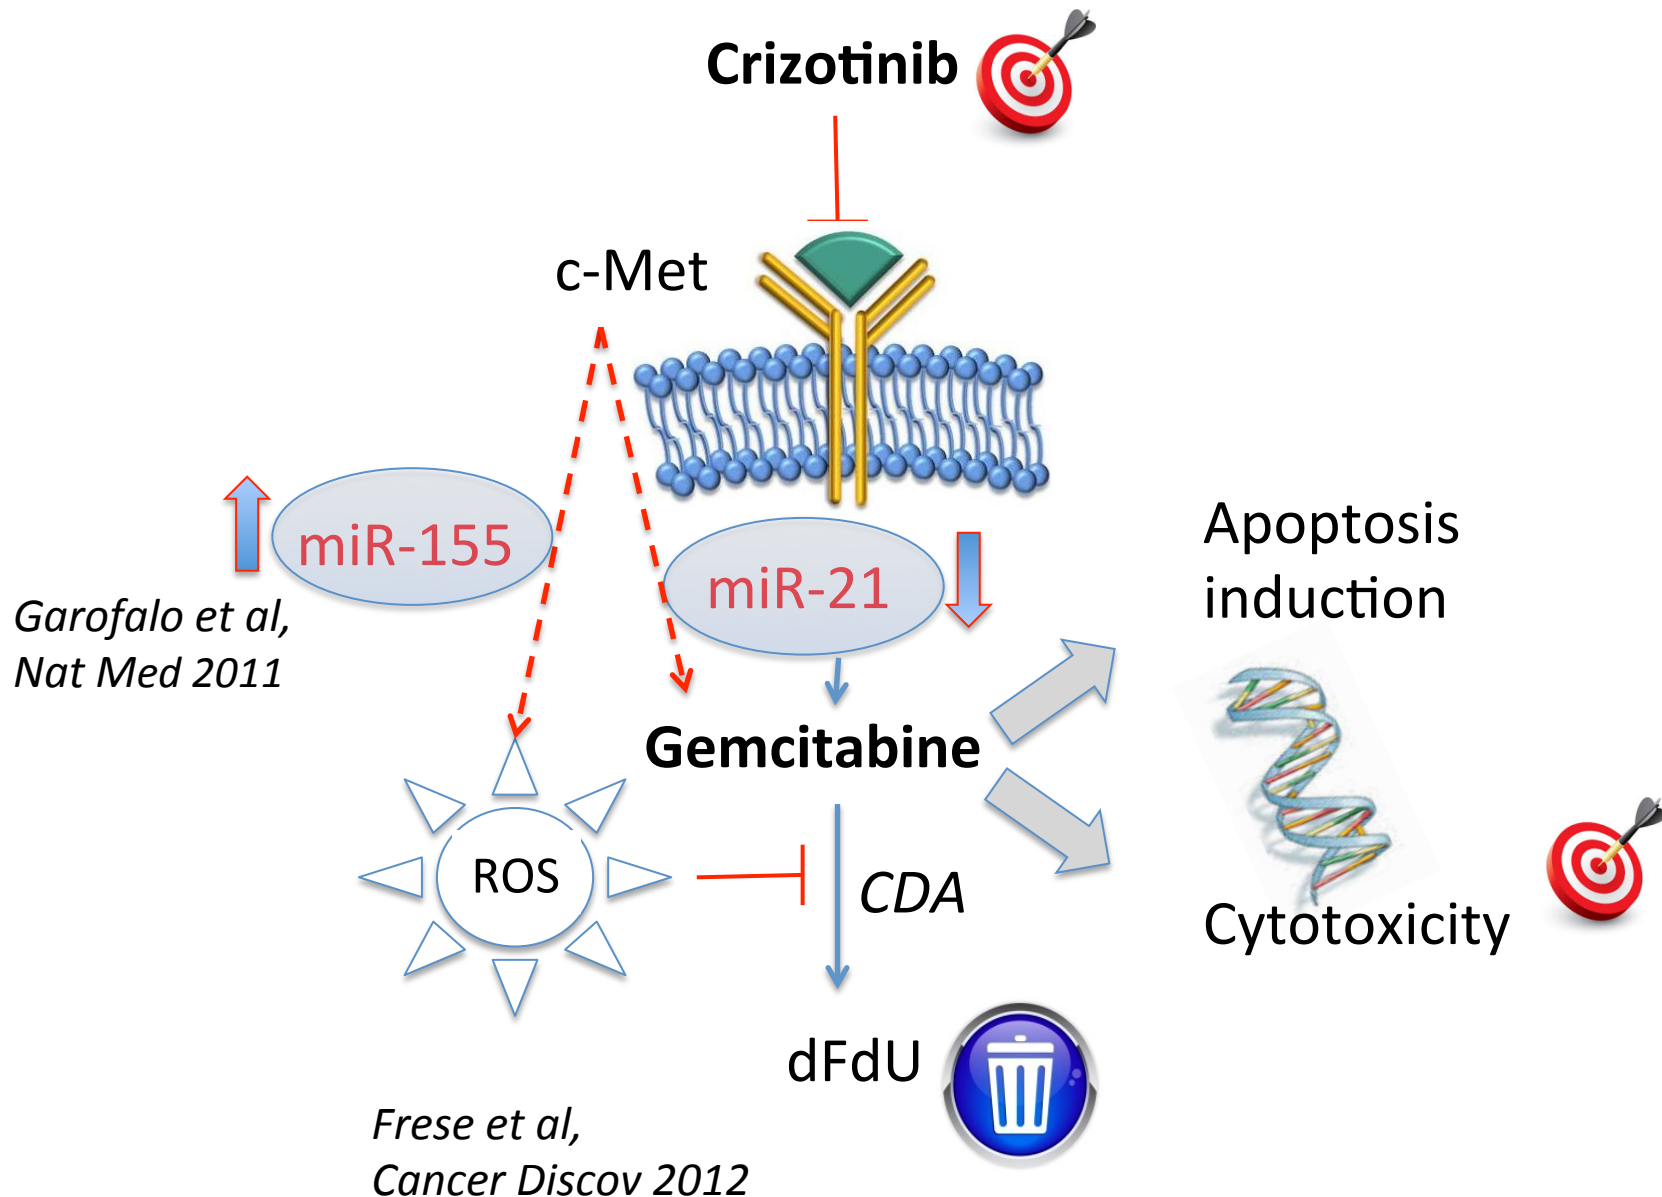 Crizotinib
c-Met
miR-155
miR-21
Garofalo et al,
Nat Med 2011
Apoptosis
induction
Gemcitabine
ROS
CDA
Cytotoxicity
dFdU
Frese et al,
Cancer Discov 2012